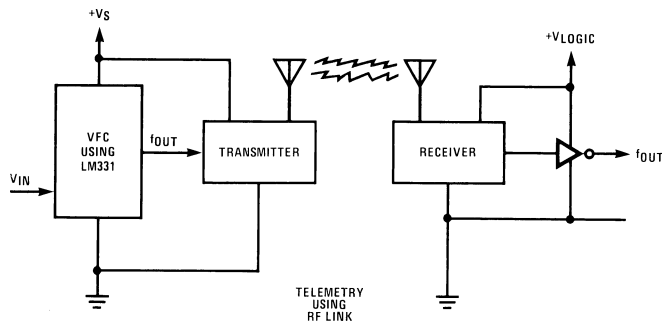 +VS
+VLOGIC
VFC
USING
LM331
fOUT
TRANSMITTER
RECEIVER
fOUT
VIN
TELEMETRY
USING
RF LINK